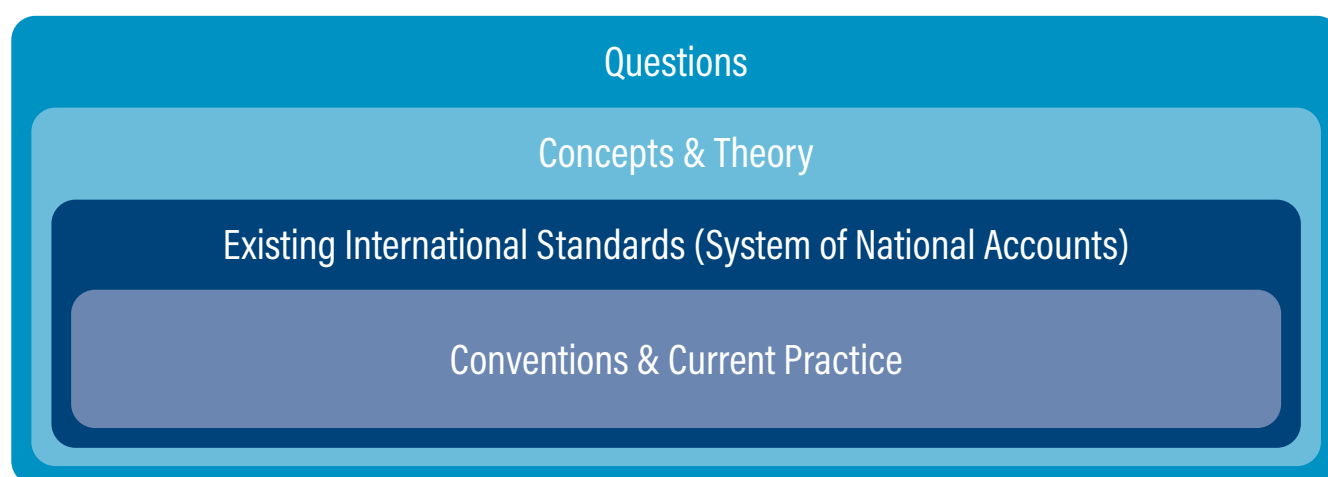 Questions
Concepts & Theory
Existing International Standards (System of National Accounts)
Conventions & Current Practice